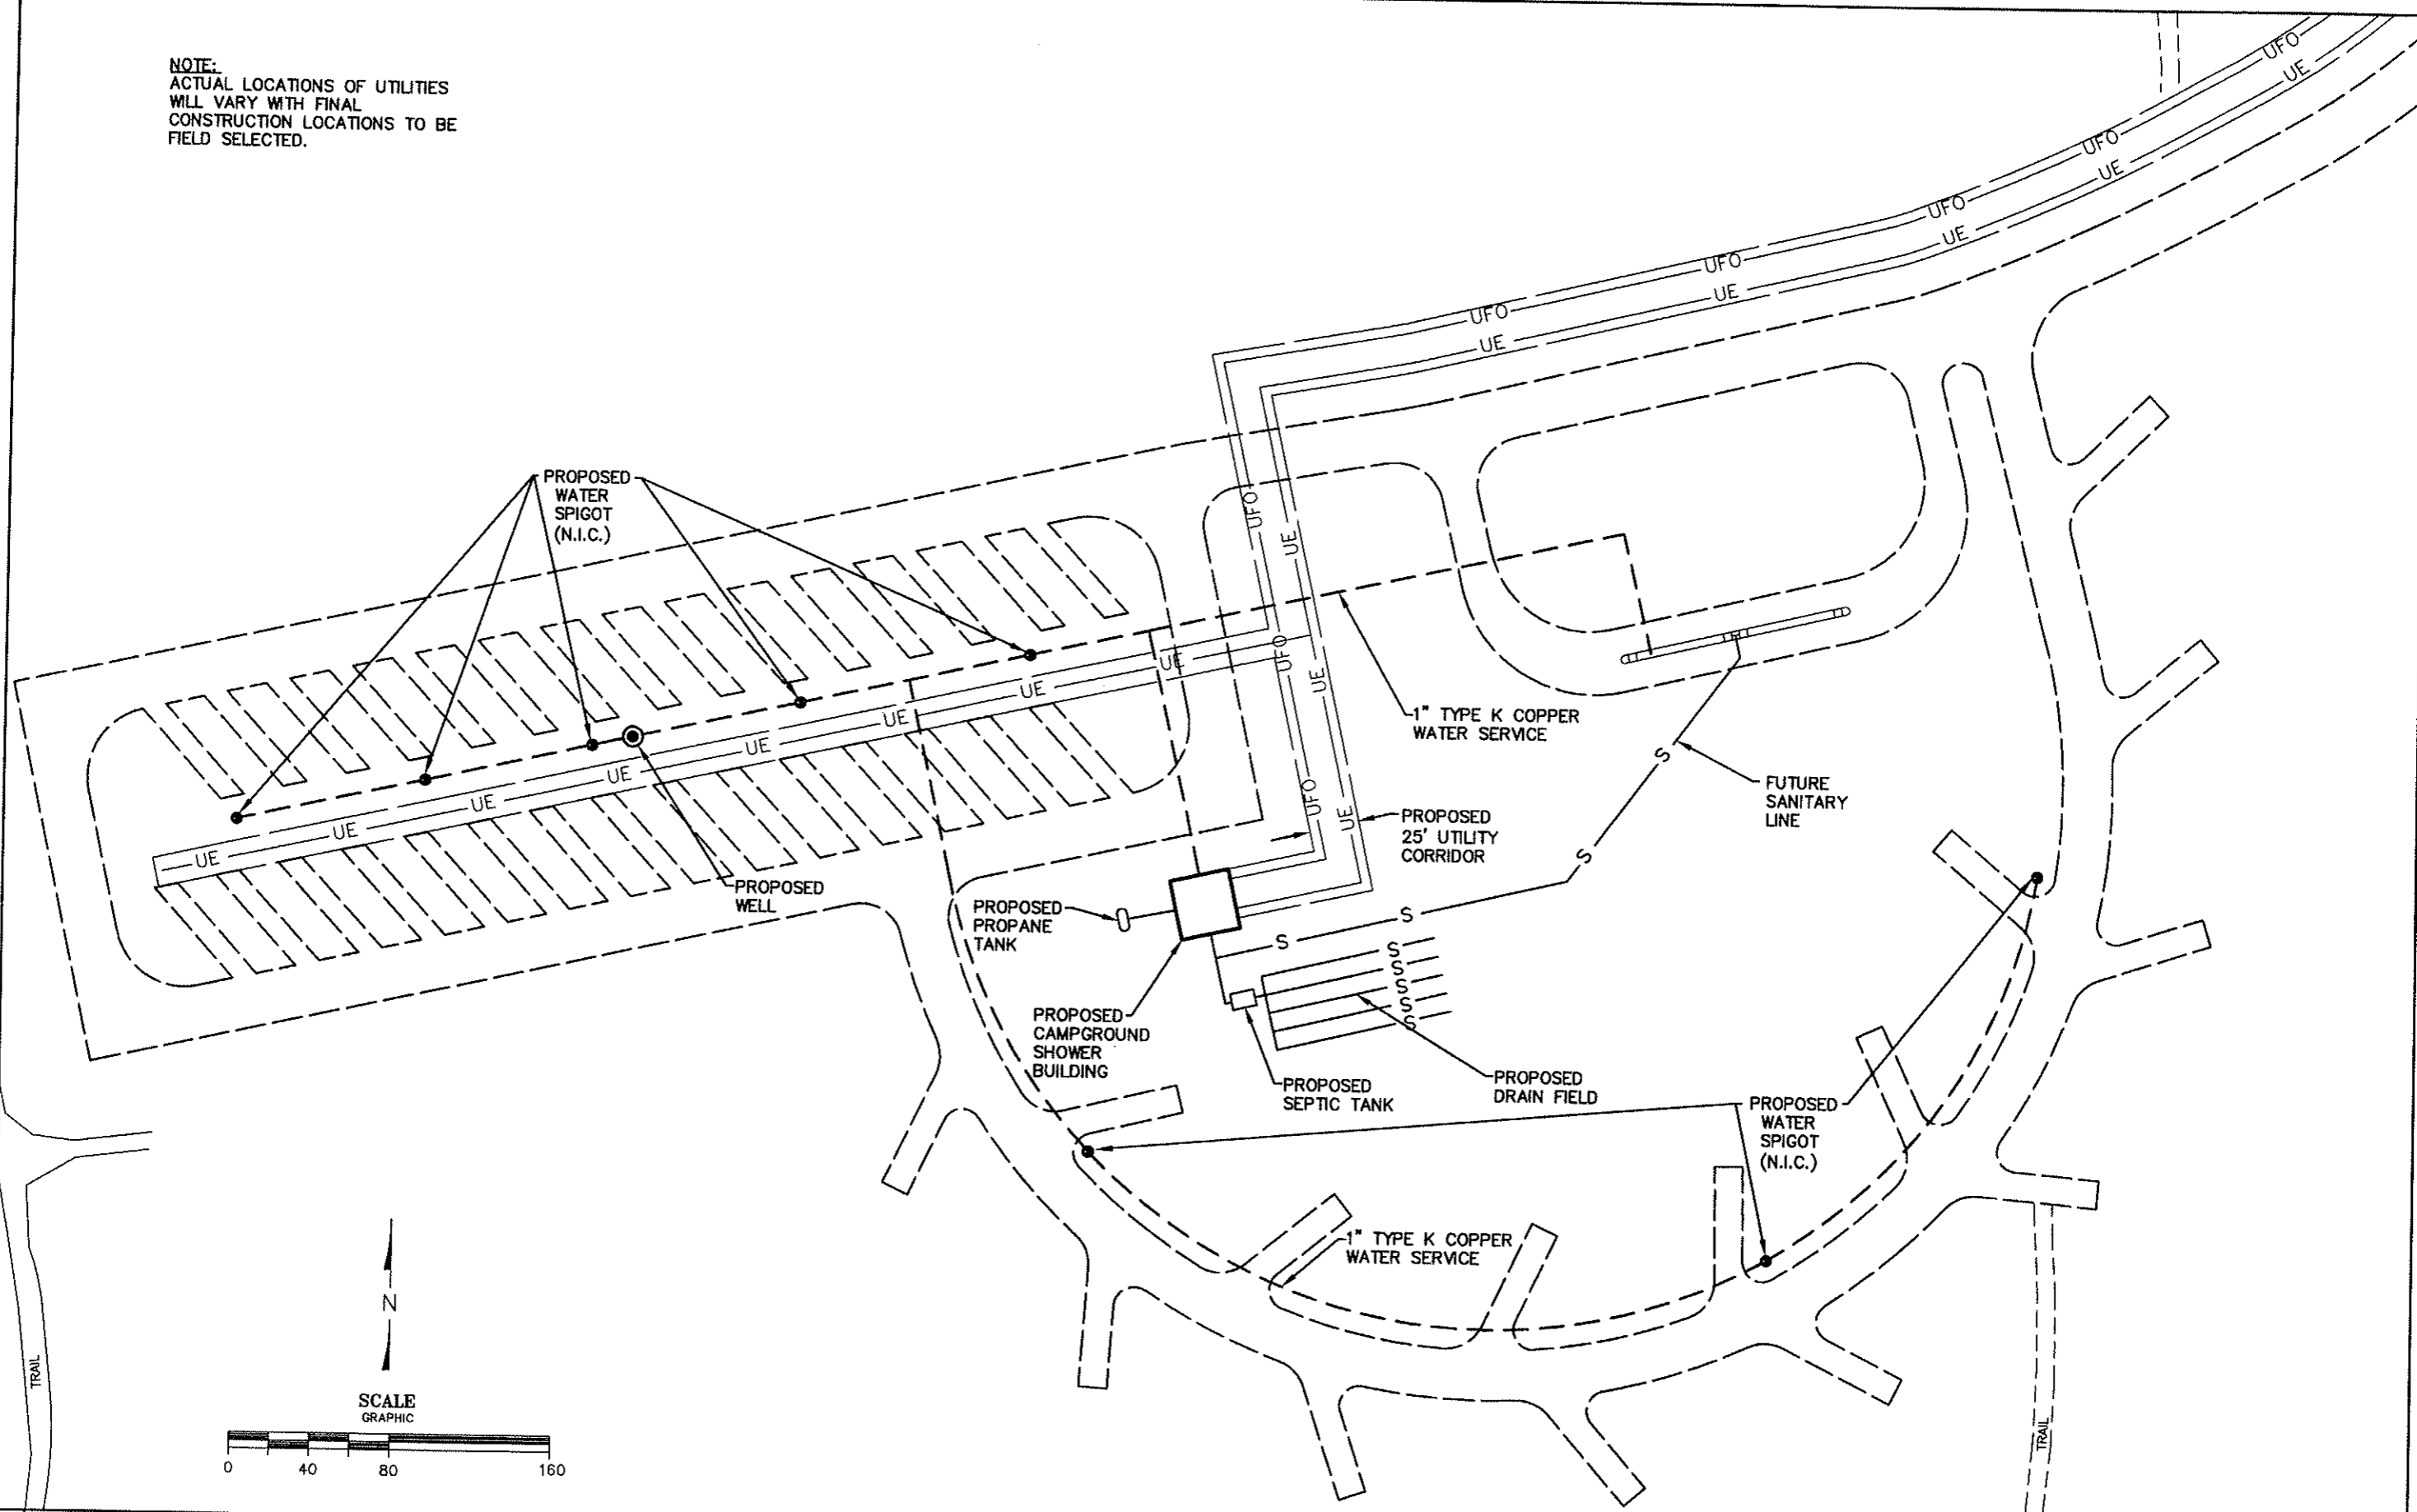 NOTE:
ACTUAL LOCATIONS OF UTILITIES
WILL VARY WITH FINAL
CONSTRUCTION LOCATIONS TO BE
FIELD SELECTED.
UFO
UE
UFO
UE
UFO
UE
UFO
UE
UFO
UE
PROPOSED
WATER
SPIGOT
(N.I.C.)
UFO
UE
UFO
UE
UE
UE
UE
UE
UE
UE
UE
UE
UFO
UE
1" TYPE K COPPER
WATER SERVICE
S
FUTURE
SANITARY
LINE
PROPOSED
25' UTILITY
CORRIDOR
S
PROPOSED
WELL
PROPOSED
PROPANE
TANK
S
S
S
S
S
S
S
PROPOSED
CAMPGROUND
SHOWER
BUILDING
PROPOSED
SEPTIC TANK
PROPOSED
DRAIN FIELD
PROPOSED
WATER
SPIGOT
(N.I.C.)
1" TYPE K COPPER
WATER SERVICE
N
TRAIL
TRAIL
SCALE
GRAPHIC
0 40 80 160